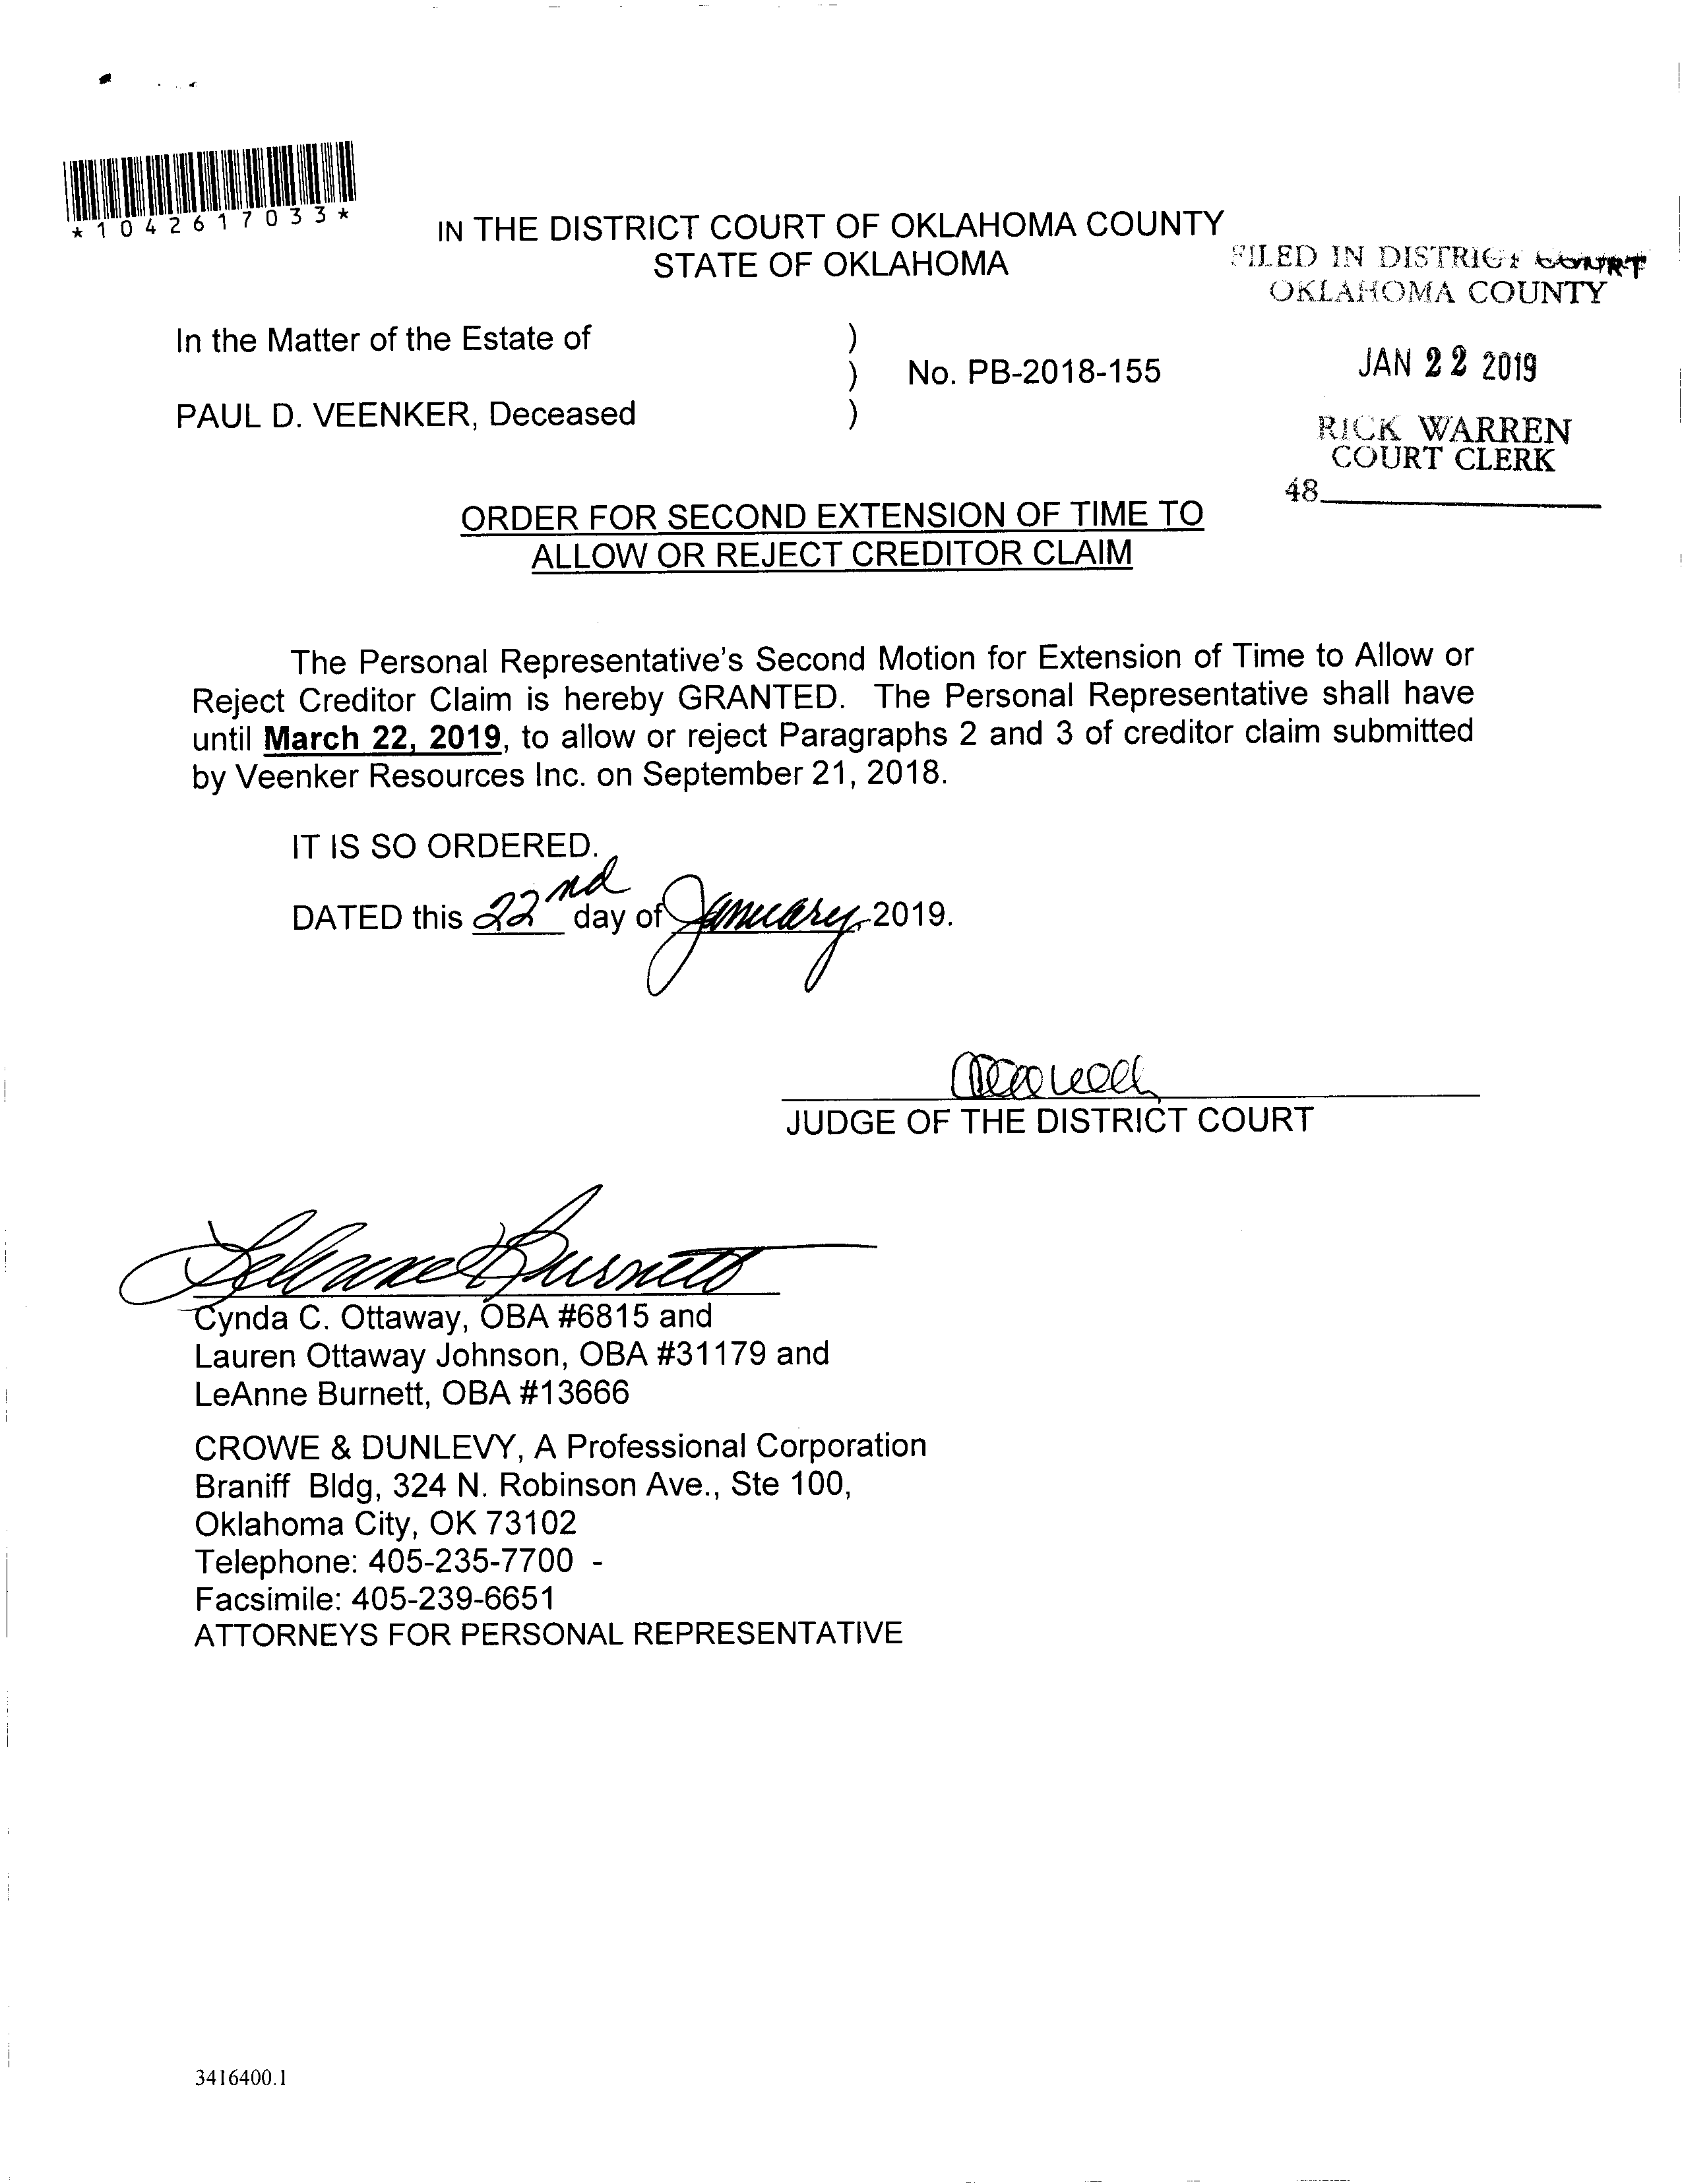 *1042617033*
IN THE DISTRICT COURT OF OKLAHOMA COUNTY
STATE OF OKLAHOMA
FILED IN DISTRICT COURT
OKLAHOMA COUNTY
In the Matter of the Estate of )
) No. PB-2018-155
JAN 22 2019
PAUL D. VEENKER, Deceased )
RICK WARREN
COURT CLERK
48
ORDER FOR SECOND EXTENSION OF TIME TO
ALLOW OR REJECT CREDITOR CLAIM
The Personal Representative's Second Motion for Extension of Time to Allow or
Reject Creditor Claim is hereby GRANTED. The Personal Representative shall have
until March 22, 2019, to allow or reject Paragraphs 2 and 3 of creditor claim submitted
by Veenker Resources Inc. on September 21, 2018.
IT IS SO ORDERED.
DATED this 22nd day of January, 2019.
JUDGE OF THE DISTRICT COURT
LeAnne Burnett
Cynda C. Ottaway, OBA #6815 and
Lauren Ottaway Johnson, OBA #31179 and
LeAnne Burnett, OBA #13666
CROWE & DUNLEVY, A Professional Corporation
Braniff Bldg, 324 N. Robinson Ave., Ste 100,
Oklahoma City, OK 73102
Telephone: 405-235-7700 -
Facsimile: 405-239-6651
ATTORNEYS FOR PERSONAL REPRESENTATIVE
3416400.1